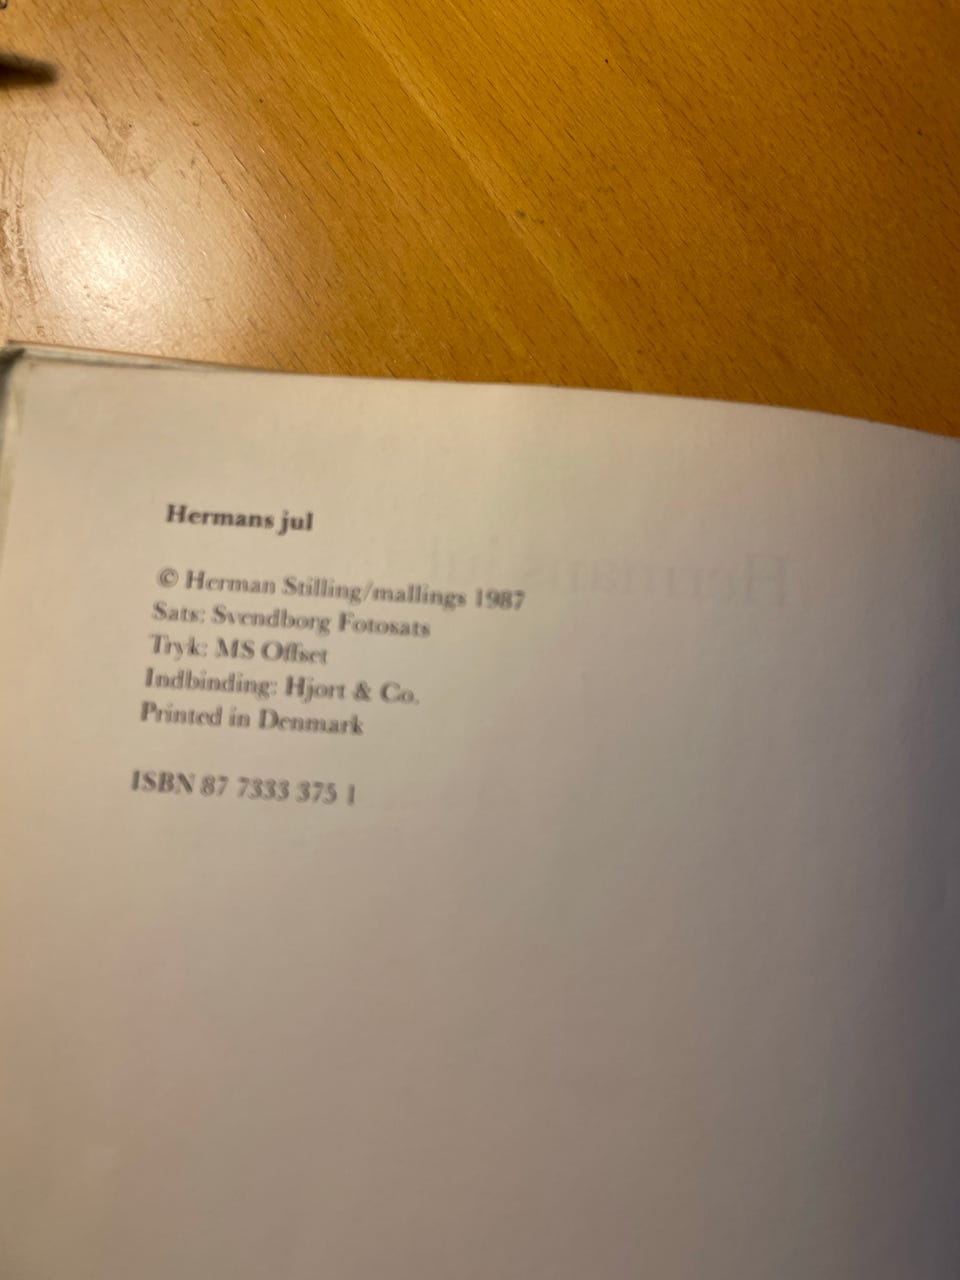 Hermans jul
© Herman Stilling/mallings 1987
Sats: Svendborg Fotosats
Tryk: MS Offset
Indbinding: Hjort & Co.
Printed in Denmark
ISBN 87 7333 375 1